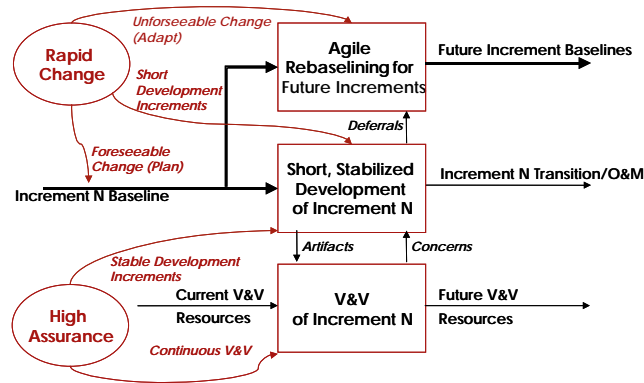 Unforseeable Change
(Adapt)
Rapid
Change
Short
Development
Increments
Agile
Rebaselining for
Future Increments
Future Increment Baselines
Deferrals
Foreseeable
Change (Plan)
Increment N Baseline
Short, Stabilized
Development
of Increment N
Increment N Transition/O&M
Artifacts
Concerns
Stable Development
Increments
High
Assurance
Current V&V
Resources
V&V
of Increment N
Future V&V
Resources
Continuous V&V